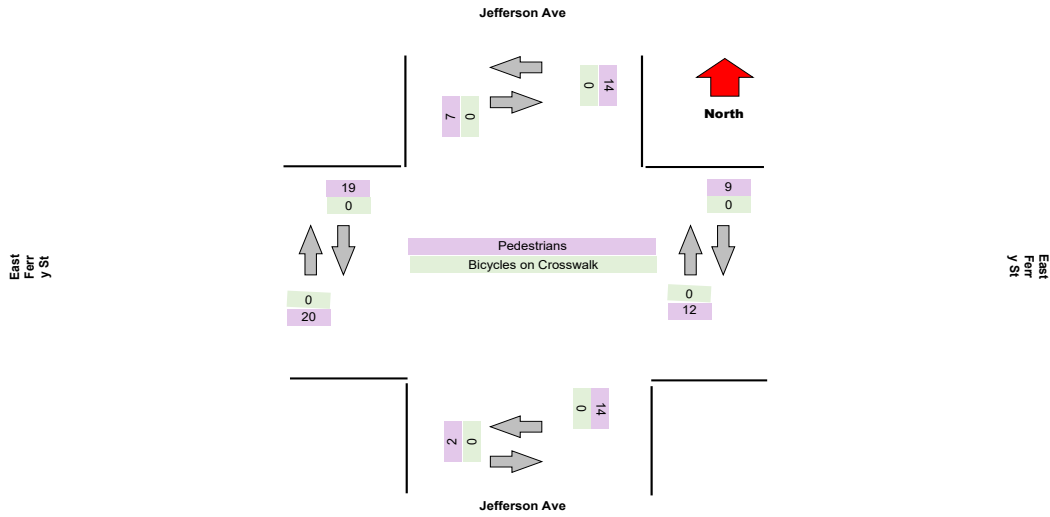 Jefferson Ave
0
14
7
0
North
19
0
9
0
Pedestrians
Bicycles on Crosswalk
East
Ferr
y St
East
Ferr
y St
0
20
0
12
0
14
2
0
Jefferson Ave